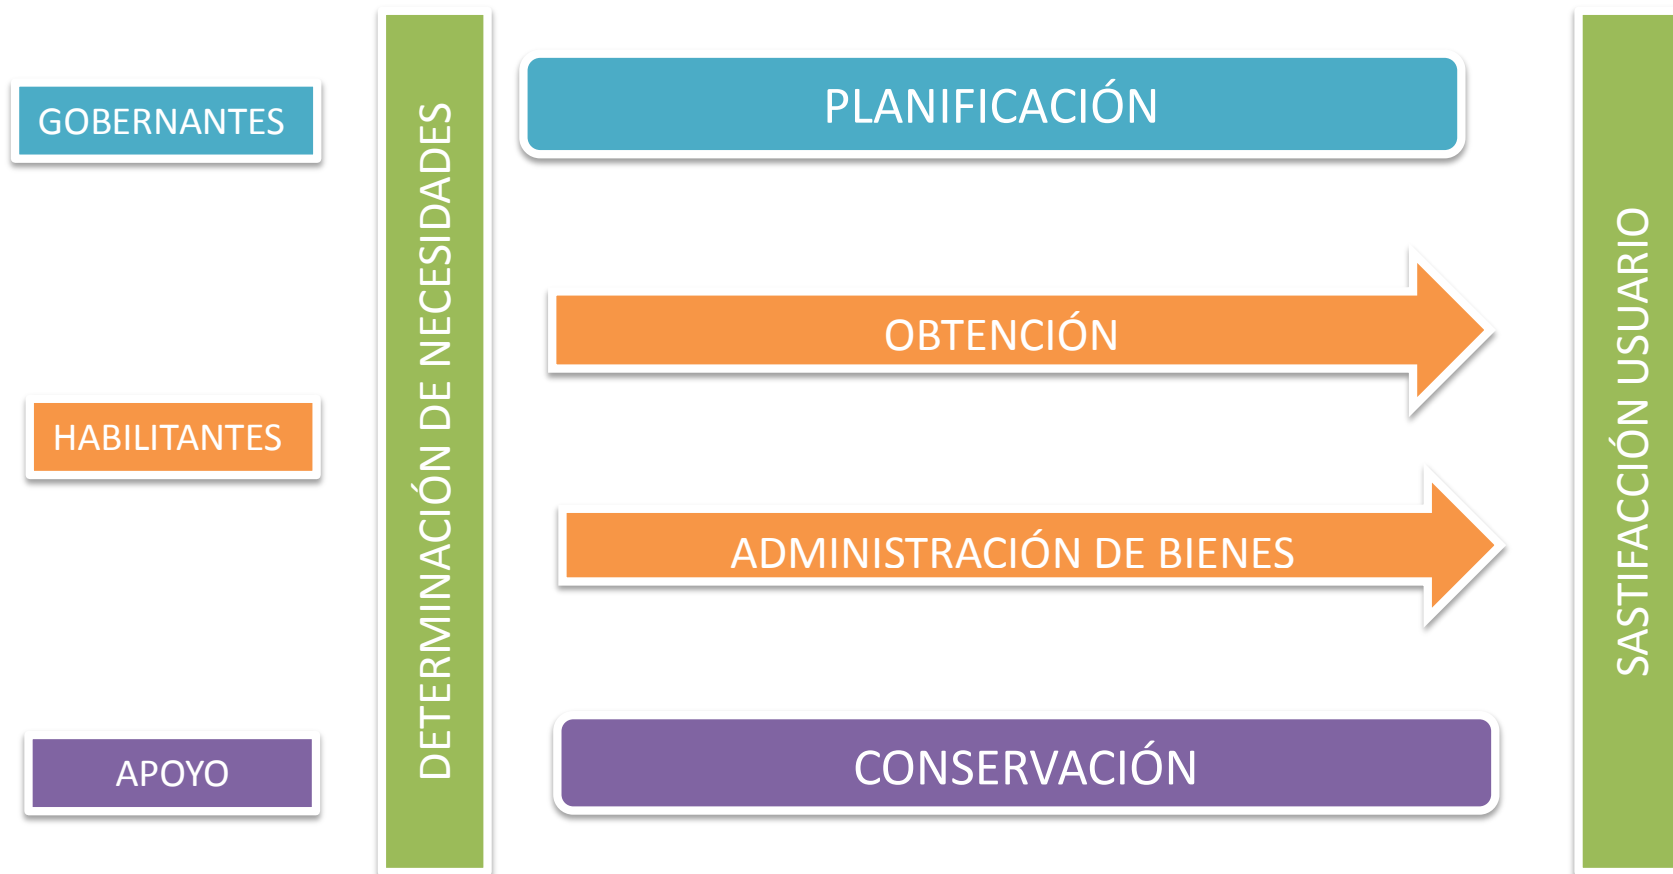 GOBERNANTES
DETERMINACIÓN DE NECESIDADES
PLANIFICACIÓN
OBTENCIÓN
HABILITANTES
ADMINISTRACIÓN DE BIENES
APOYO
CONSERVACIÓN
SASTIFACCIÓN USUARIO